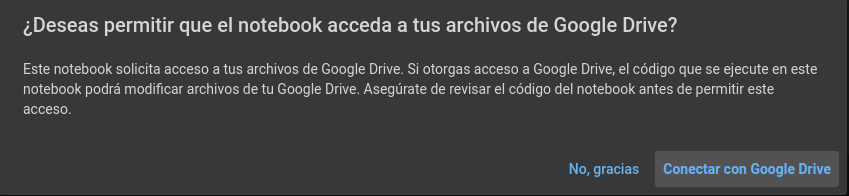 ¿Deseas permitir que el notebook acceda a tus archivos de Google Drive?
Este notebook solicita acceso a tus archivos de Google Drive. Si otorgas acceso a Google Drive, el código que se ejecute en este
notebook podrá modificar archivos de tu Google Drive. Asegúrate de revisar el código del notebook antes de permitir este
acceso.
No, gracias
Conectar con Google Drive